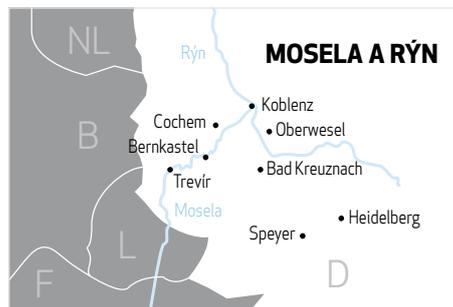 NL
Rýn
MOSELA A RÝN
Koblenz
Cochem
Oberwesel
B
Bernkastel
Bad Kreuznach
Trevír
Mosela
Heidelberg
Speyer
L
F
D